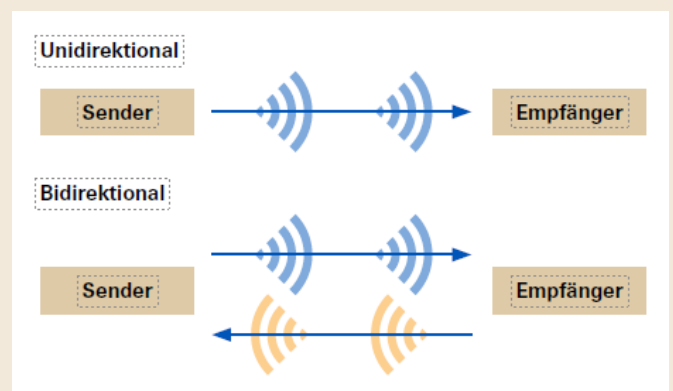 Unidirektional
Sender
Empfänger
Bidirektional
Sender
Empfänger